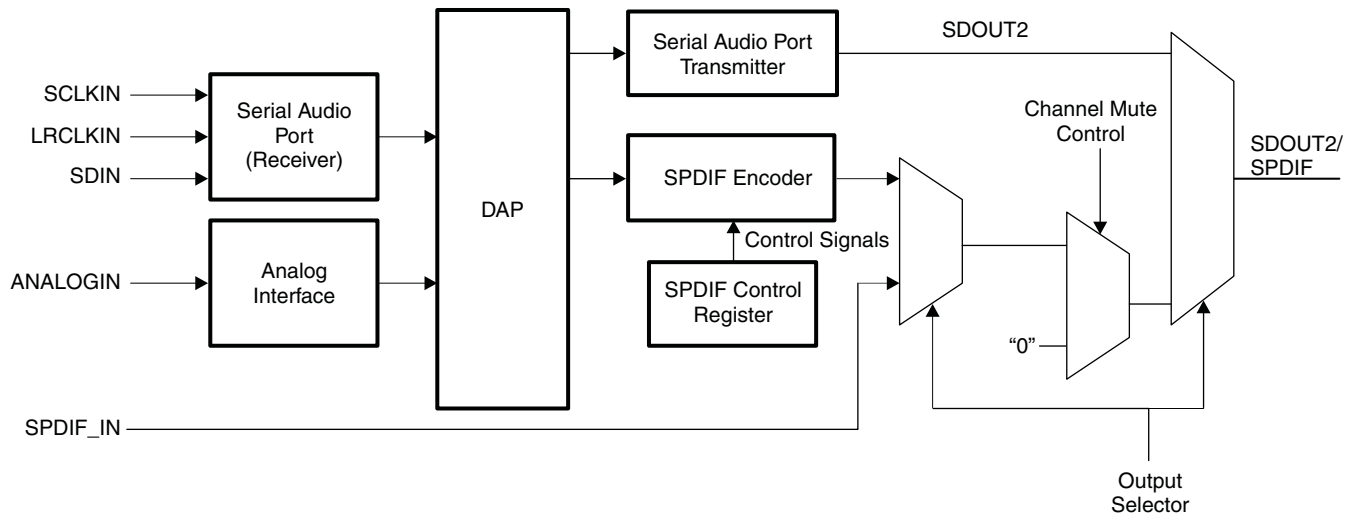 SCLKIN
LRCLKIN
SDIN
Serial Audio
Port
(Receiver)
ANALOGIN
Analog
Interface
DAP
Serial Audio Port
Transmitter
SPDIF Encoder
Control Signals
SPDIF Control
Register
SPDIF_IN
SDOUT2
Channel Mute
Control
“0”
SDOUT2/
SPDIF
Output
Selector